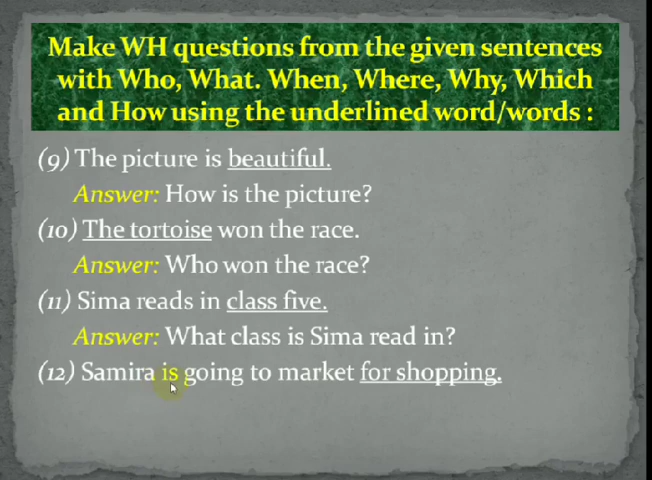 Make WH questions from the given sentences
with Who, What. When, Where, Why, Which
and How using the underlined word/words :
(9) The picture is beautiful.
Answer: How is the picture?
(10) The tortoise won the race.
Answer: Who won the race?
(11) Sima reads in class five.
Answer: What class is Sima read in?
(12) Samira is going to market for shopping.